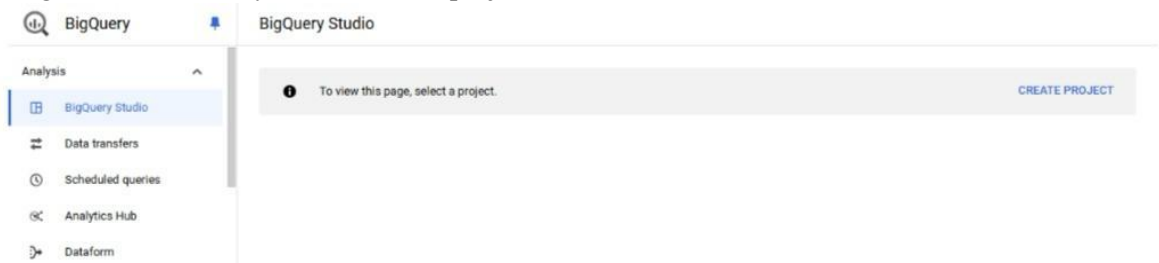 BigQuery
BigQuery Studio
Analysis
To view this page, select a project.
CREATE PROJECT
BigQuery Studio
Data transfers
Scheduled queries
Analytics Hub
Dataform